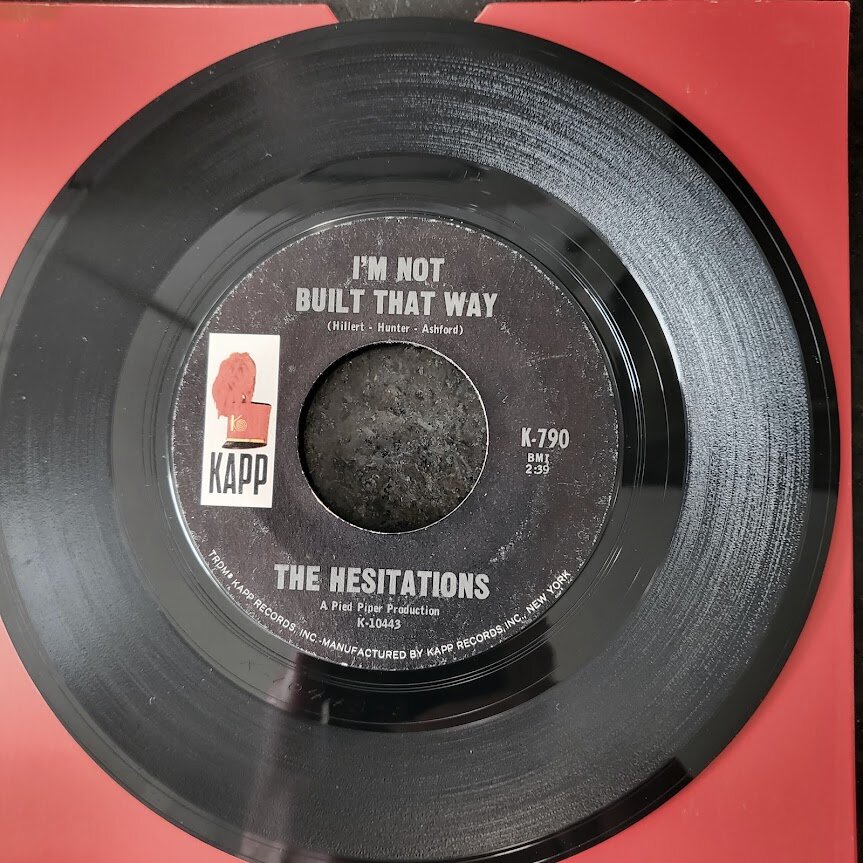 I'M NOT
BUILT THAT WAY
(Hillert - Hunter - Ashford)
KAPP
K-790
BMI
2:39
THE HESITATIONS
A Pied Piper Production
K-10443
TRDM® KAPP RECORDS, INC.-MANUFACTURED BY KAPP RECORDS, INC., NEW YORK